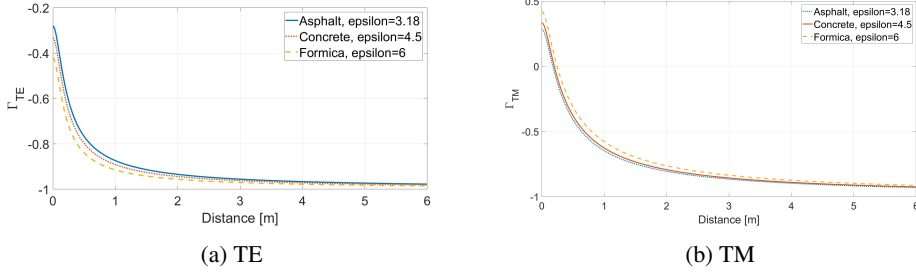 -0.2
-0.4
-0.6
-0.8
-1
Γ_TE
Asphalt, epsilon=3.18
Concrete, epsilon=4.5
Formica, epsilon=6
0 1 2 3 4 5 6
Distance [m]
(a) TE
0.5
0
-0.5
-1
Γ_TM
Asphalt, epsilon=3.18
Concrete, epsilon=4.5
Formica, epsilon=6
0 1 2 3 4 5 6
Distance [m]
(b) TM